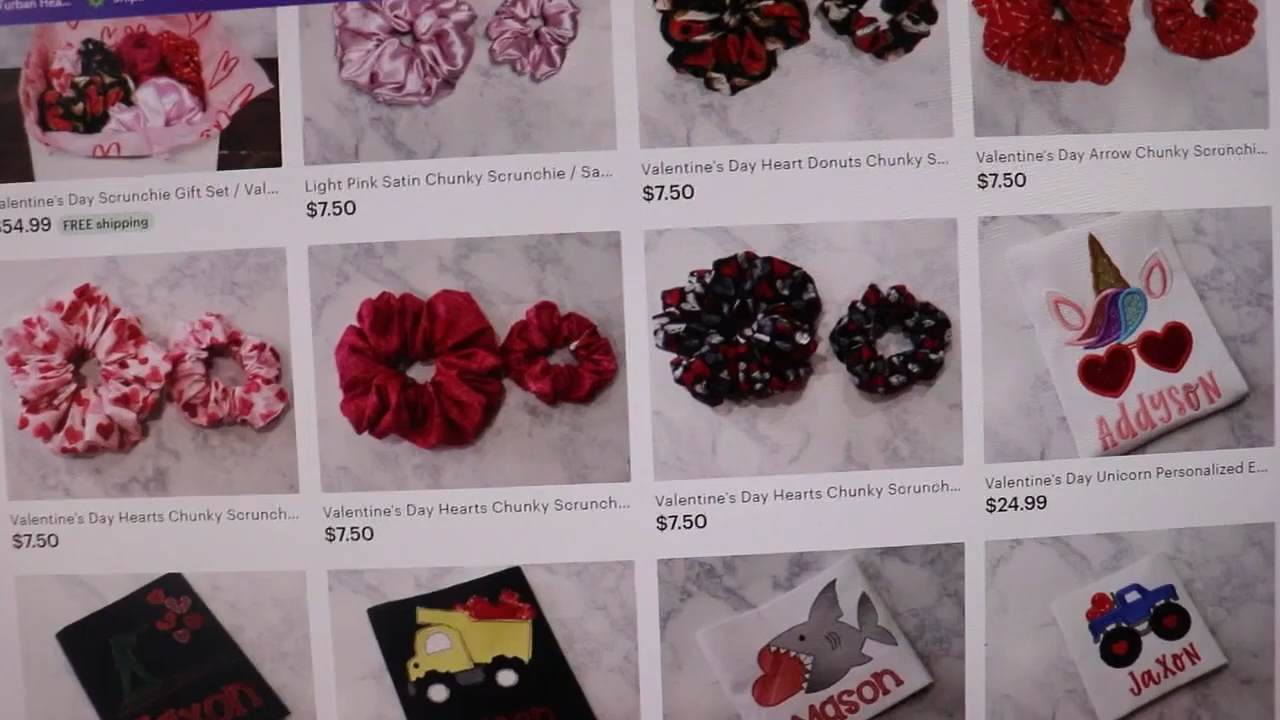 Turban Hea...
alentine's Day Scrunchie Gift Set / Val...
$54.99 FREE shipping
Light Pink Satin Chunky Scrunchie / Sa...
$7.50
Valentine's Day Heart Donuts Chunky S...
$7.50
Valentine's Day Arrow Chunky Scrunchi...
$7.50
Addyson
Valentine's Day Hearts Chunky Scrunch...
$7.50
Valentine's Day Hearts Chunky Scrunch...
$7.50
Valentine's Day Hearts Chunky Scrunch...
$7.50
Valentine's Day Unicorn Personalized E...
$24.99
Jaxon
Mason
Jaxon